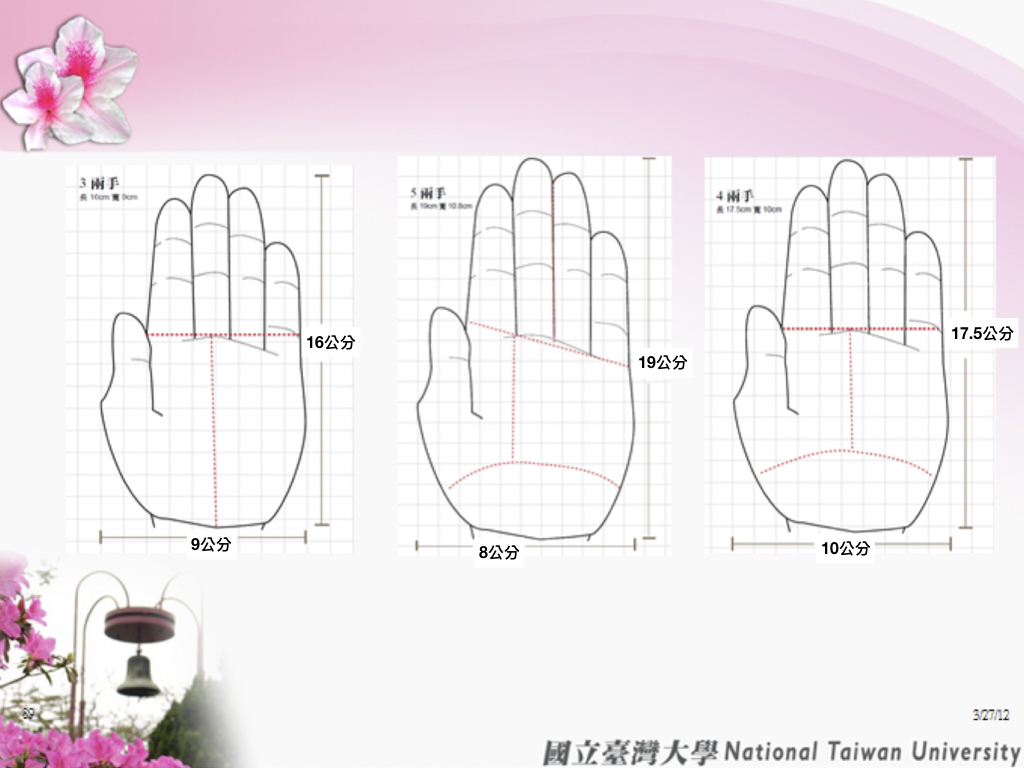 3 兩手
長 16cm 寬 9cm
16公分
9公分
5 兩手
長 19cm 寬 10.8cm
19公分
8公分
4 兩手
長 17.5cm 寬 10cm
17.5公分
10公分
69
3/27/12
國立臺灣大學 National Taiwan University